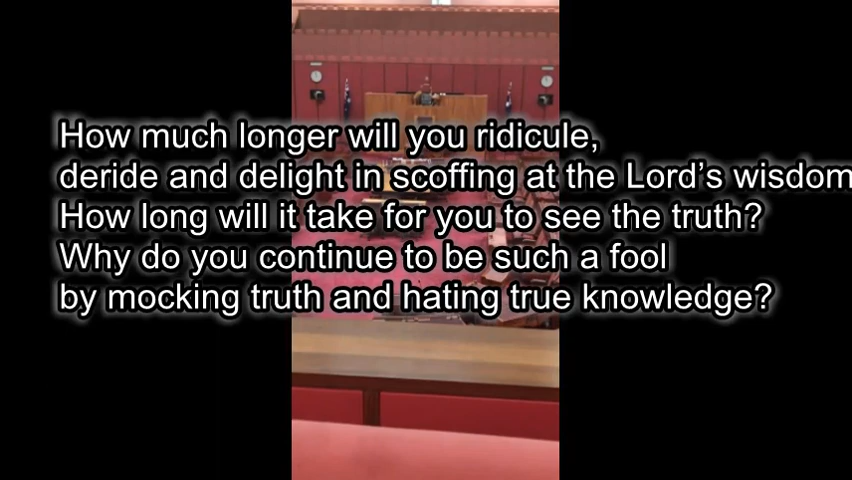 How much longer will you ridicule,
deride and delight in scoffing at the Lord’s wisdom
How long will it take for you to see the truth?
Why do you continue to be such a fool
by mocking truth and hating true knowledge?